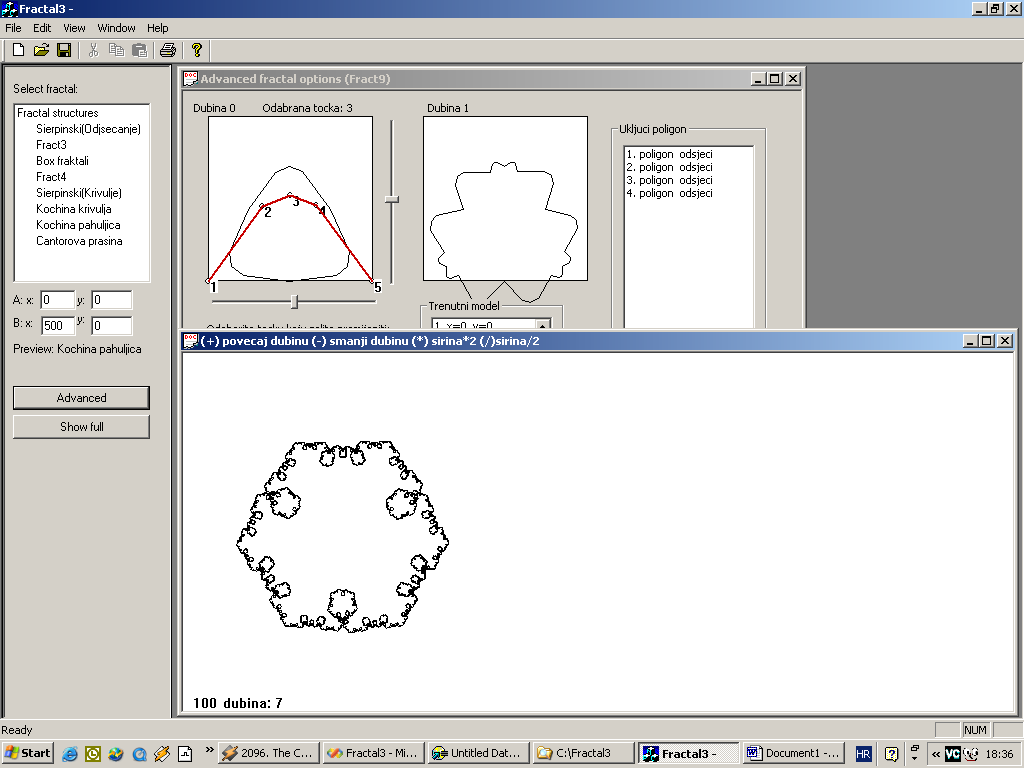 Fractal3 -
File Edit View Window Help
Select fractal:
Fractal structures
Sierpinski(Odjsecanje)
Fract3
Box fraktali
Fract4
Sierpinski(Krivulje)
Kochina krivulja
Kochina pahuljica
Cantorova prasina
A: x: 0 y: 0
B: x: 500 y: 0
Preview: Kochina pahuljica
Advanced
Show full
Advanced fractal options (Fract9)
Dubina 0 Odabrana tocka: 3
Dubina 1
1 2 3 4 5
Ukljuci poligon
1. poligon odsjeci
2. poligon odsjeci
3. poligon odsjeci
4. poligon odsjeci
Trenutni model
1. x=0 y=0
(+) povecaj dubinu (-) smanji dubinu (*) sirina*2 (/)sirina/2
100 dubina: 7
Ready
NUM
Start
2096. The C...
Fractal3 - Mi...
Untitled Dat...
C:\Fractal3
Fractal3 -
Document1 -...
HR
18:36